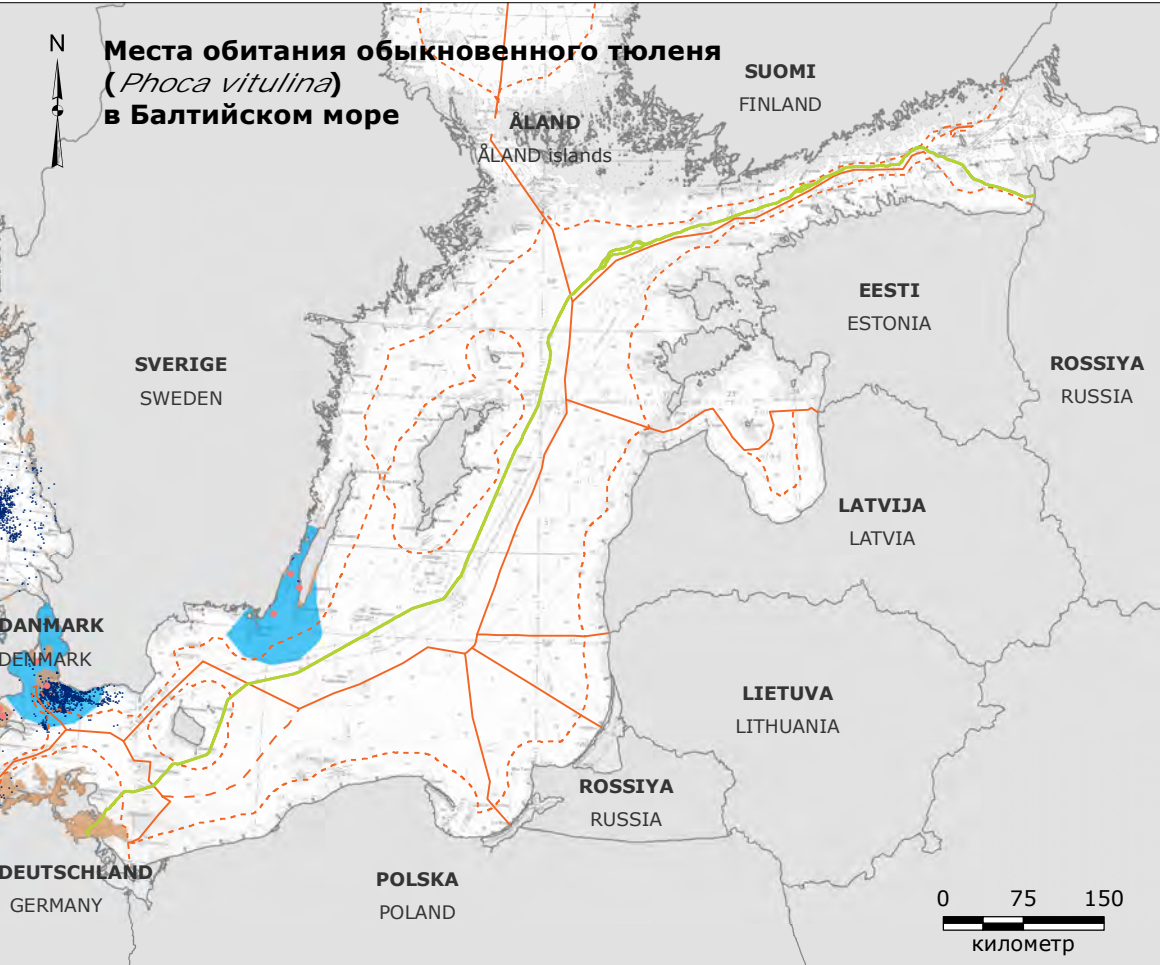 N
Места обитания обыкновенного тюленя
(Phoca vitulina)
в Балтийском море
SUOMI
FINLAND
ÅLAND
ÅLAND islands
EESTI
ESTONIA
SVERIGE
SWEDEN
ROSSIYA
RUSSIA
LATVIJA
LATVIA
DANMARK
DENMARK
LIETUVA
LITHUANIA
ROSSIYA
RUSSIA
DEUTSCHLAND
GERMANY
POLSKA
POLAND
0 75 150
километр